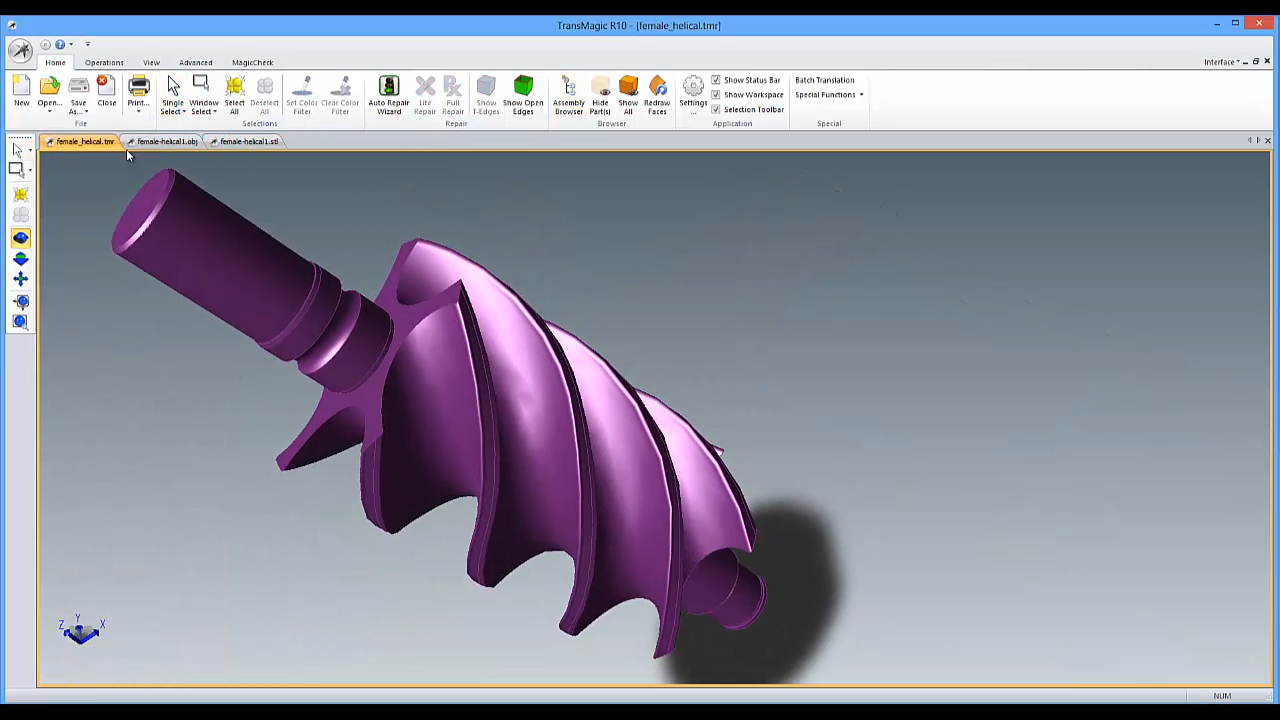 TransMagic R10 - [female_helical.tmr]
Home Operations View Advanced MagicCheck Interface
New Open... Save As... Close Print... Single Select Window Select Select All Deselect All Set Color Filter Clear Color Filter Auto Repair Wizard Lite Repair Full Repair Show T-Edges Show Open Edges Assembly Browser Hide Part(s) Show All Redraw Faces Settings ...
Show Status Bar
Show Workspace
Selection Toolbar
Batch Translation
Special Functions
File Selections Repair Browser Application Special
female_helical.tmr female-helical1.obj female-helical1.stl
Z Y X
NUM